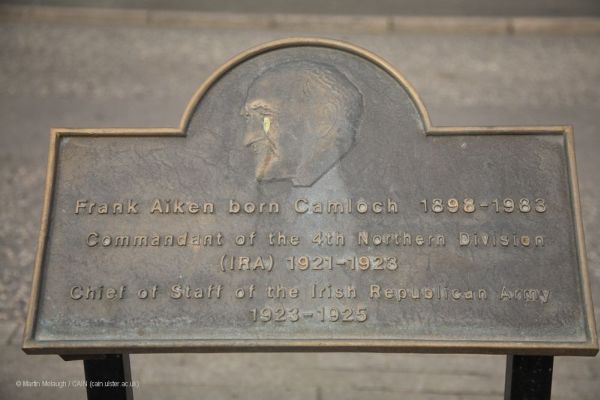 Frank Aiken born Camloch 1898-1983
Commandant of the 4th Northern Division
(IRA) 1921-1923
Chief of Staff of the Irish Republican Army
1923-1925
© Martin Melaugh / CAIN (cain.ulster.ac.uk)